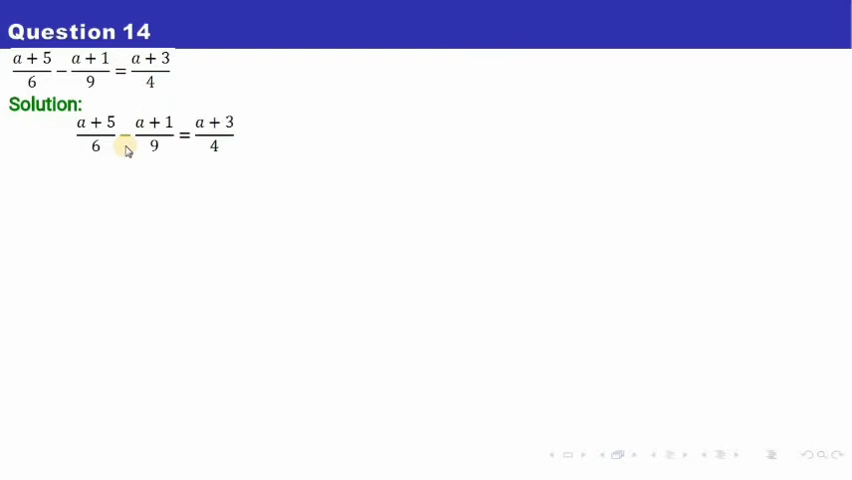 Question 14
(a + 5)/6 − (a + 1)/9 = (a + 3)/4
Solution:
(a + 5)/6 − (a + 1)/9 = (a + 3)/4